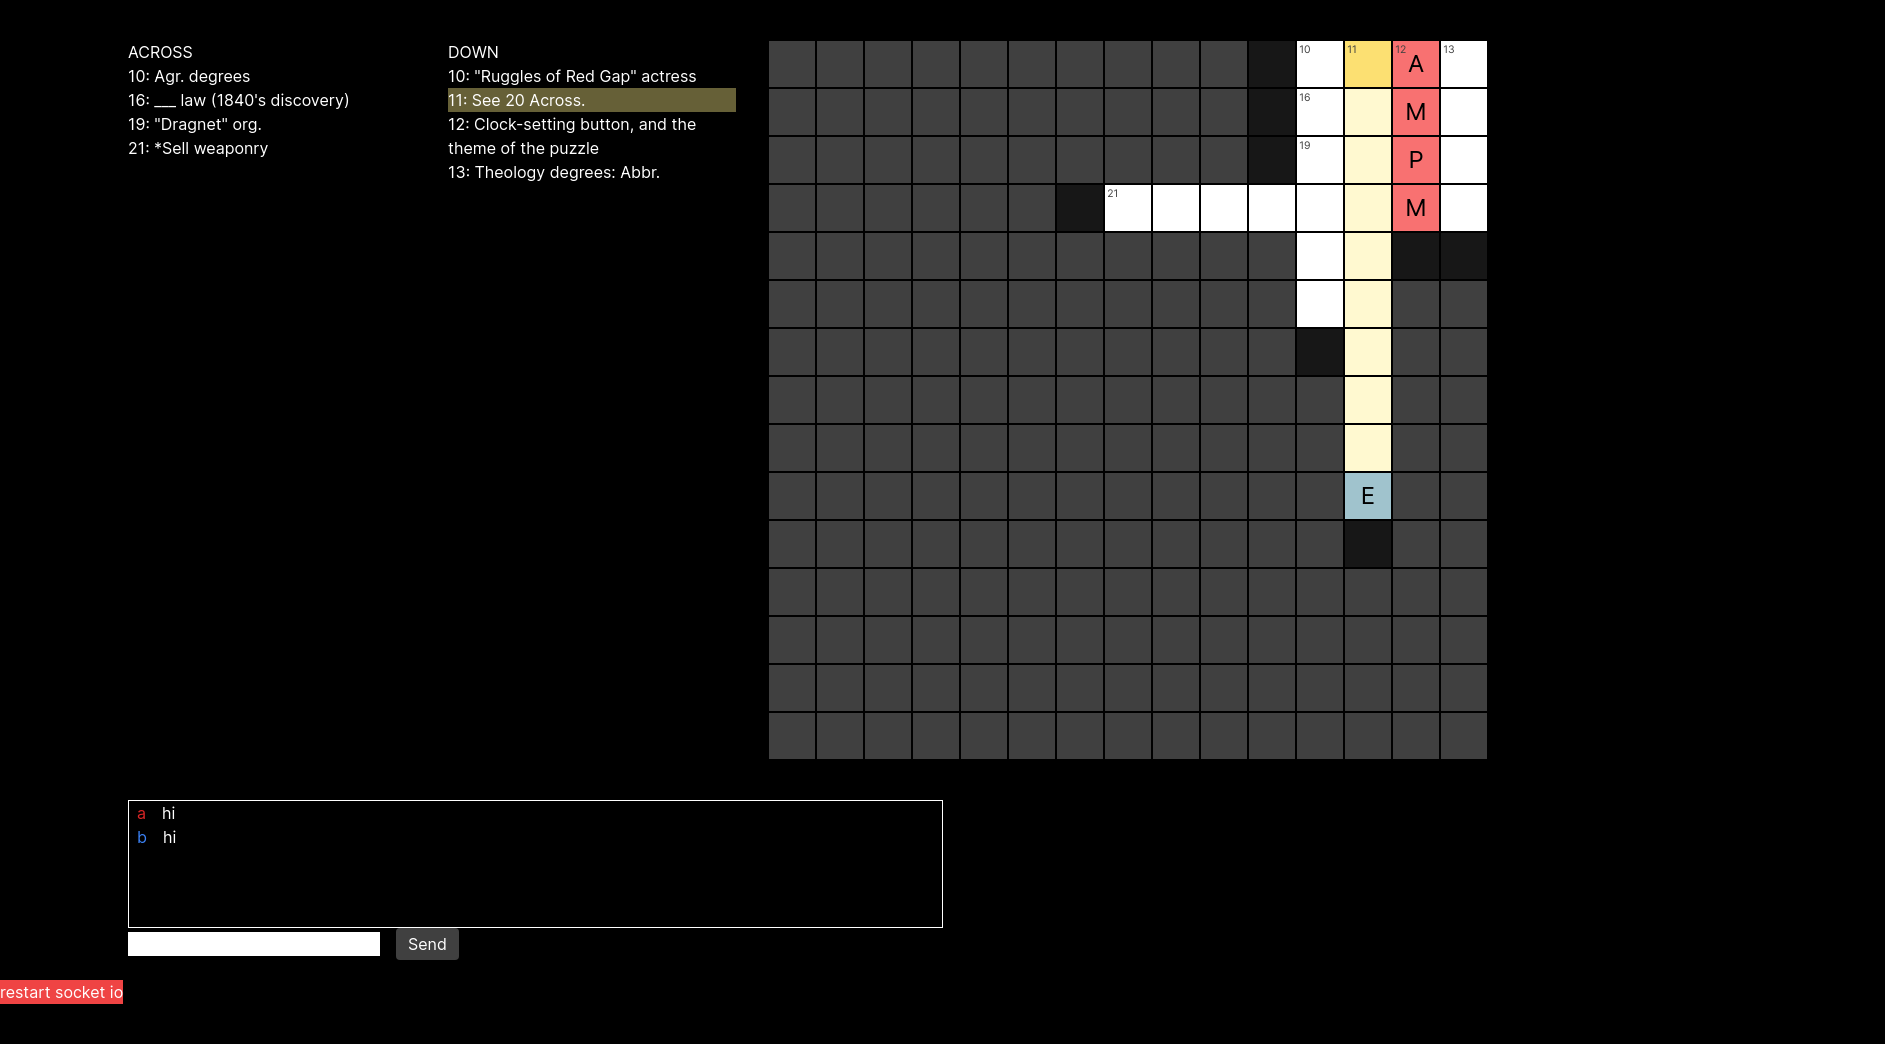 ACROSS
10: Agr. degrees
16: ___ law (1840's discovery)
19: "Dragnet" org.
21: *Sell weaponry
DOWN
10: "Ruggles of Red Gap" actress
11: See 20 Across.
12: Clock-setting button, and the
theme of the puzzle
13: Theology degrees: Abbr.
10 11 12 A 13
16 M
19 P
21 M
E
a hi
b hi
Send
restart socket io